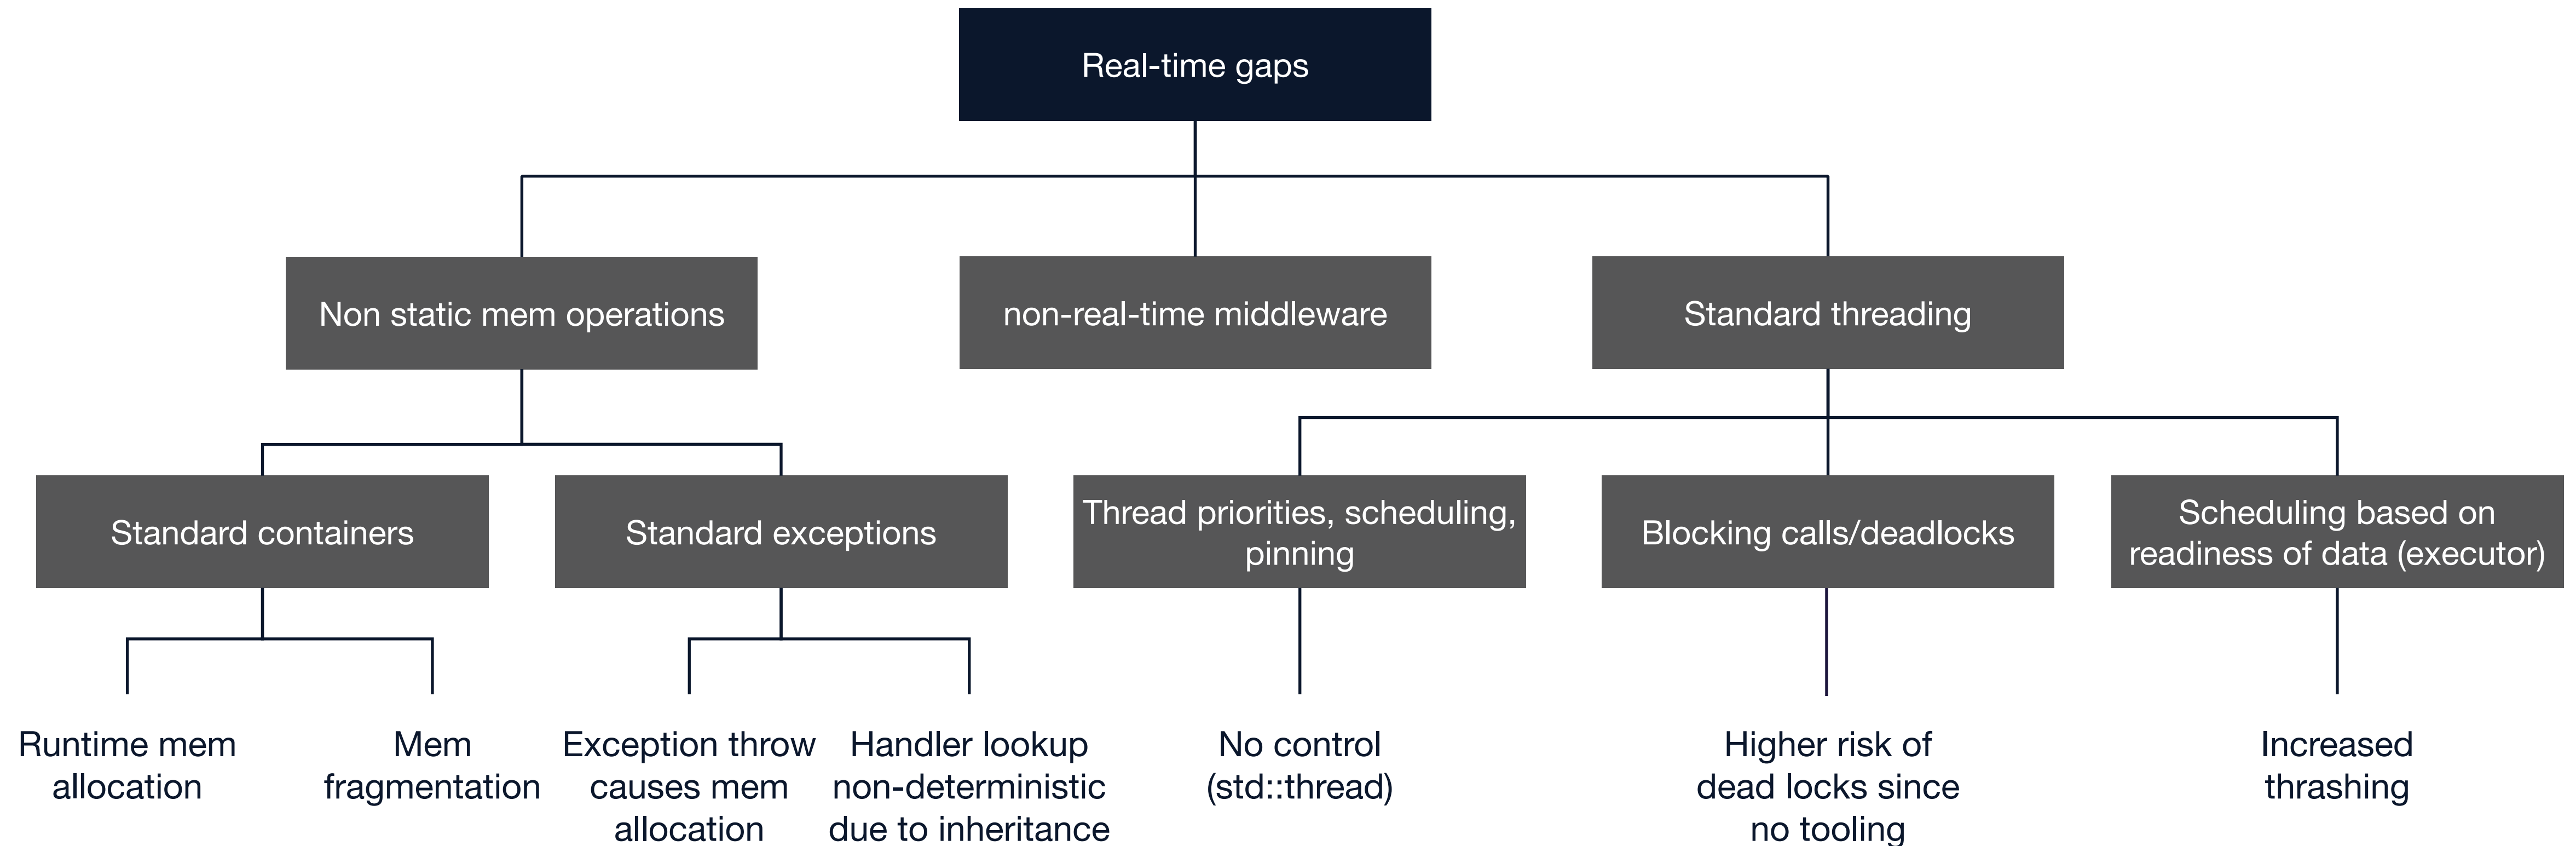 Real-time gaps
Non static mem operations
non-real-time middleware
Standard threading
Standard containers
Standard exceptions
Thread priorities, scheduling,
pinning
Blocking calls/deadlocks
Scheduling based on
readiness of data (executor)
Runtime mem
allocation
Mem
fragmentation
Exception throw
causes mem
allocation
Handler lookup
non-deterministic
due to inheritance
No control
(std::thread)
Higher risk of
dead locks since
no tooling
Increased
thrashing